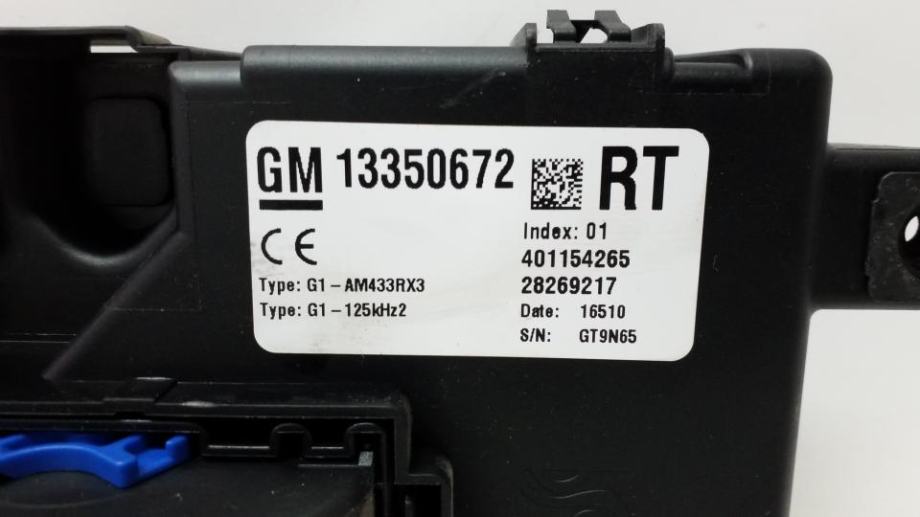 GM 13350672 RT
CE
Index: 01
401154265
28269217
Type: G1-AM433RX3
Type: G1-125kHz2
Date: 16510
S/N: GT9N65